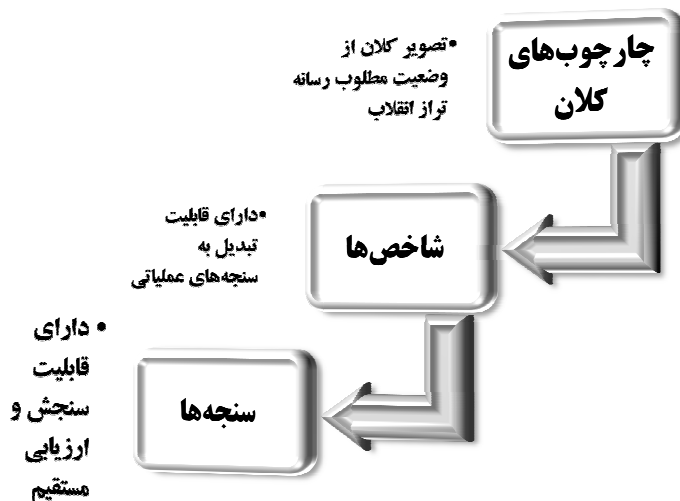 چارچوب‌های
کلان
•تصویر کلان از
وضعیت مطلوب رسانه
تراز انقلاب
شاخص‌ها
•دارای قابلیت
تبدیل به
سنجه‌های عملیاتی
سنجه‌ها
• دارای
قابلیت
سنجش و
ارزیابی
مستقیم